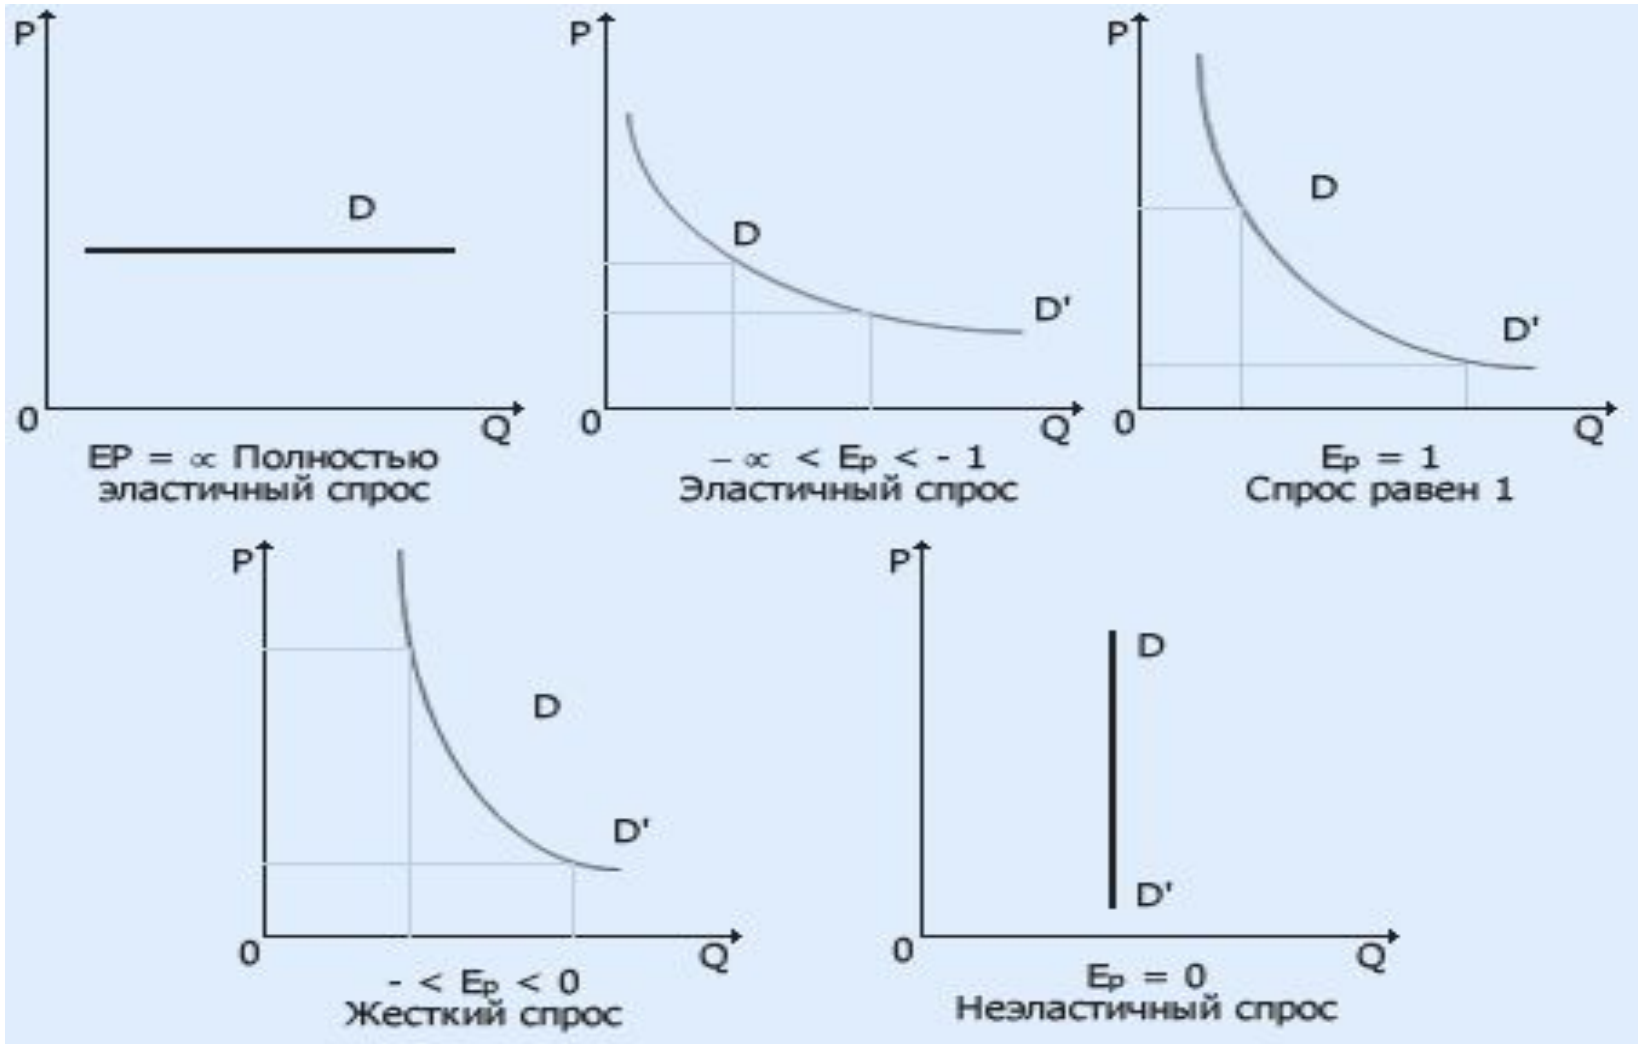 P
D
0
Q
EP = ∝ Полностью
эластичный спрос
P
D
D'
0
Q
– ∝ < Ep < - 1
Эластичный спрос
P
D
D'
0
Q
Ep = 1
Спрос равен 1
P
D
D'
0
Q
- < Ep < 0
Жесткий спрос
P
D
D'
0
Q
Ep = 0
Неэластичный спрос